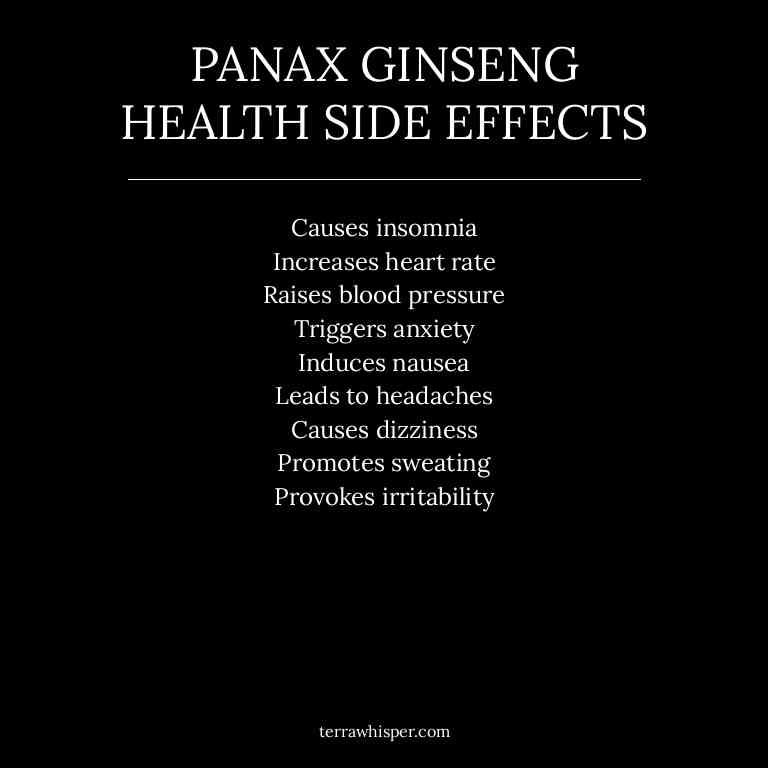 PANAX GINSENG
HEALTH SIDE EFFECTS
Causes insomnia
Increases heart rate
Raises blood pressure
Triggers anxiety
Induces nausea
Leads to headaches
Causes dizziness
Promotes sweating
Provokes irritability
terrawhisper.com